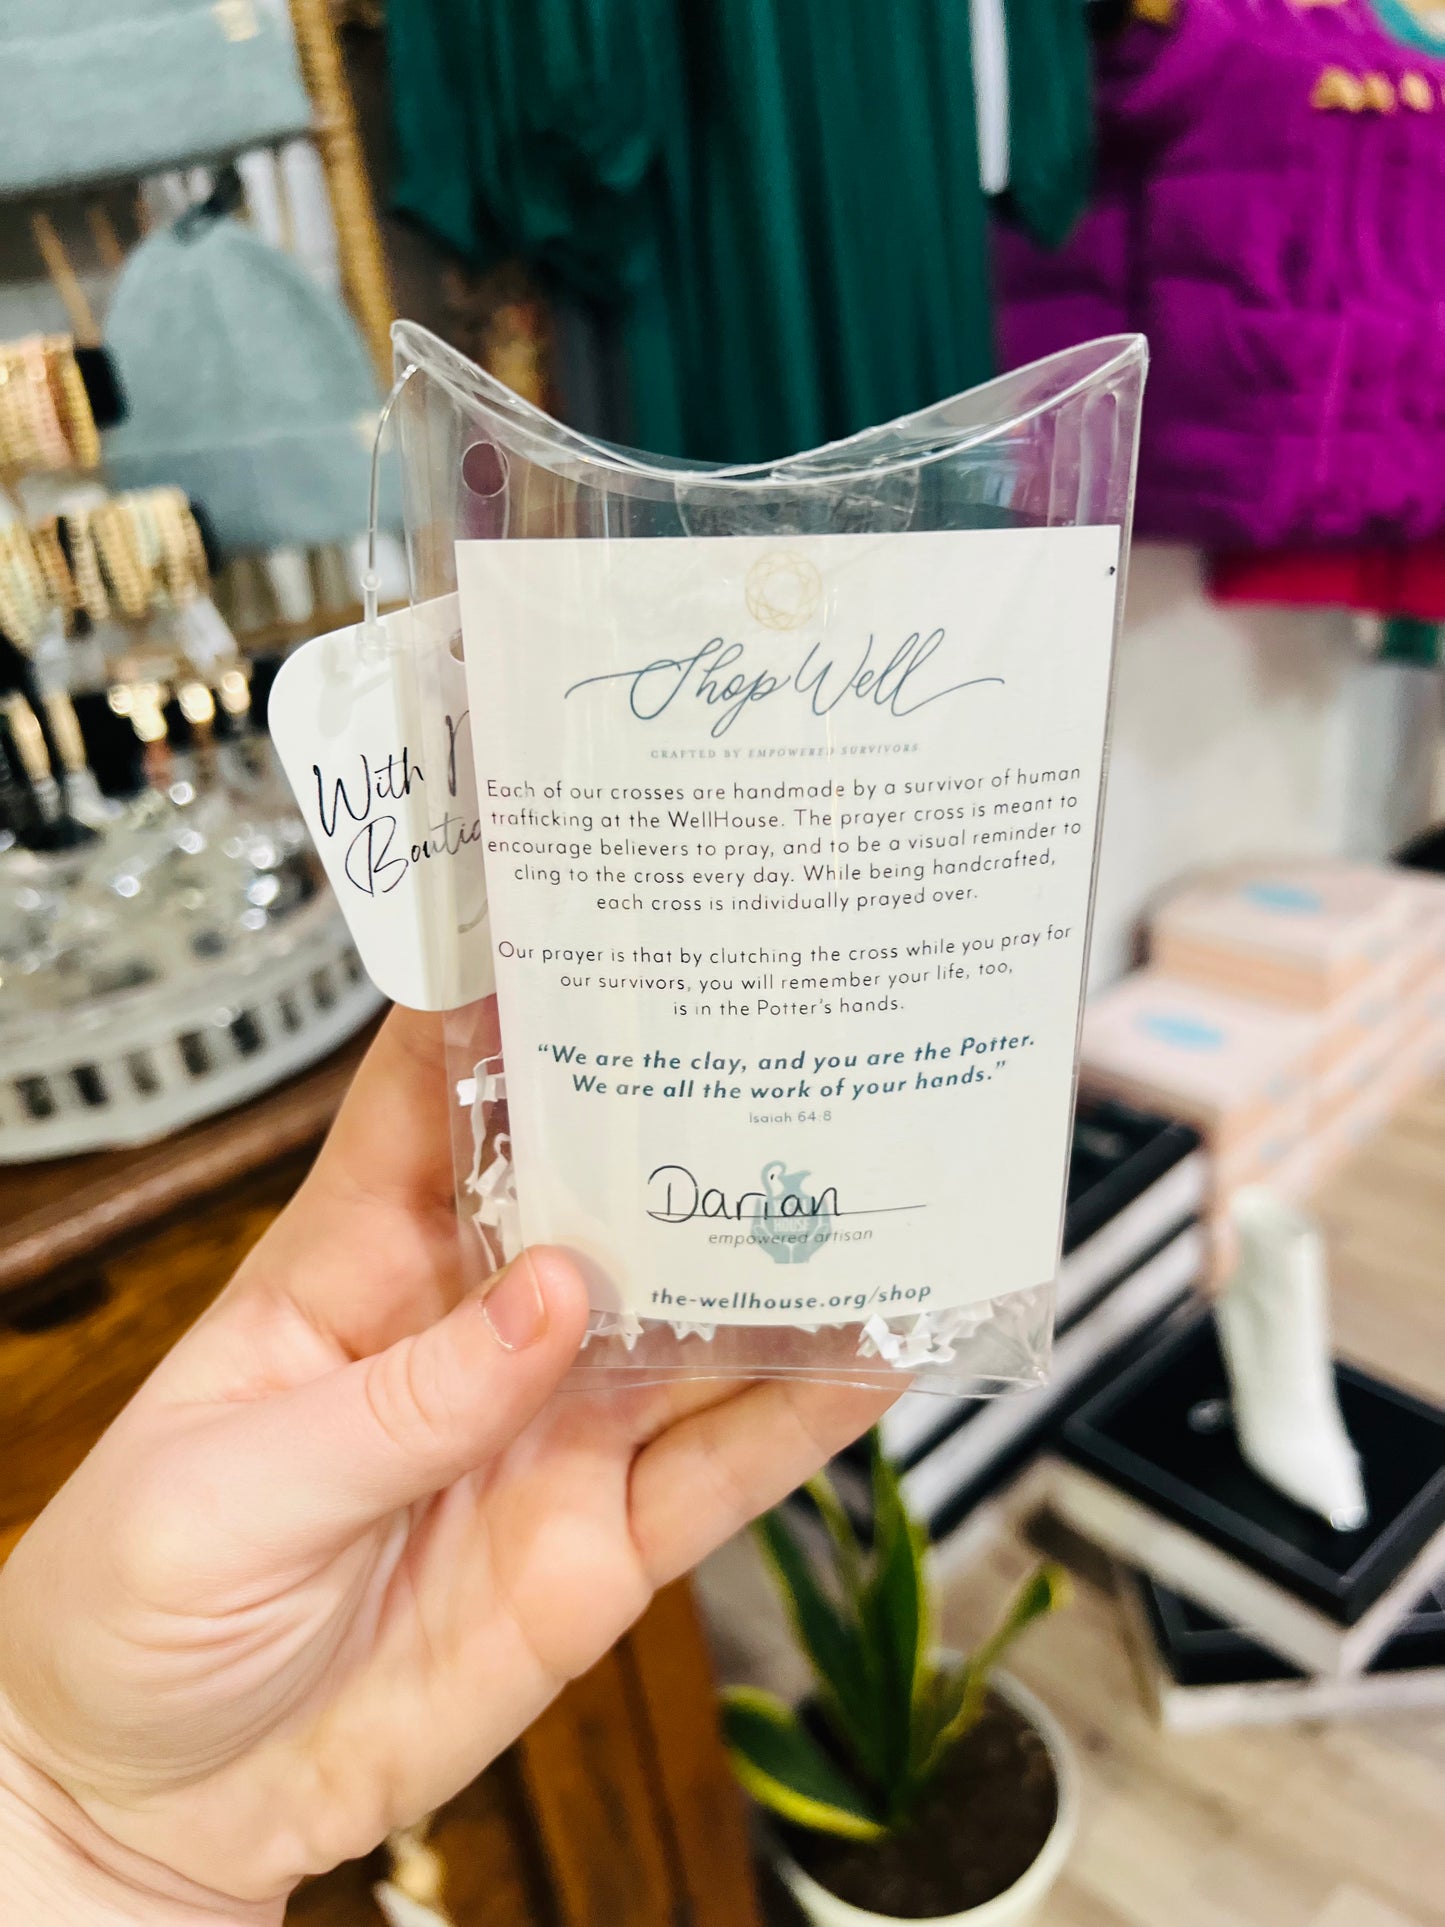 Shop Well
CRAFTED BY EMPOWERED SURVIVORS
Each of our crosses are handmade by a survivor of human
trafficking at the WellHouse. The prayer cross is meant to
encourage believers to pray, and to be a visual reminder to
cling to the cross every day. While being handcrafted,
each cross is individually prayed over.
Our prayer is that by clutching the cross while you pray for
our survivors, you will remember your life, too,
is in the Potter's hands.
“We are the clay, and you are the Potter.
We are all the work of your hands.”
Isaiah 64:8
Darian
HOUSE
empowered artisan
the-wellhouse.org/shop
With